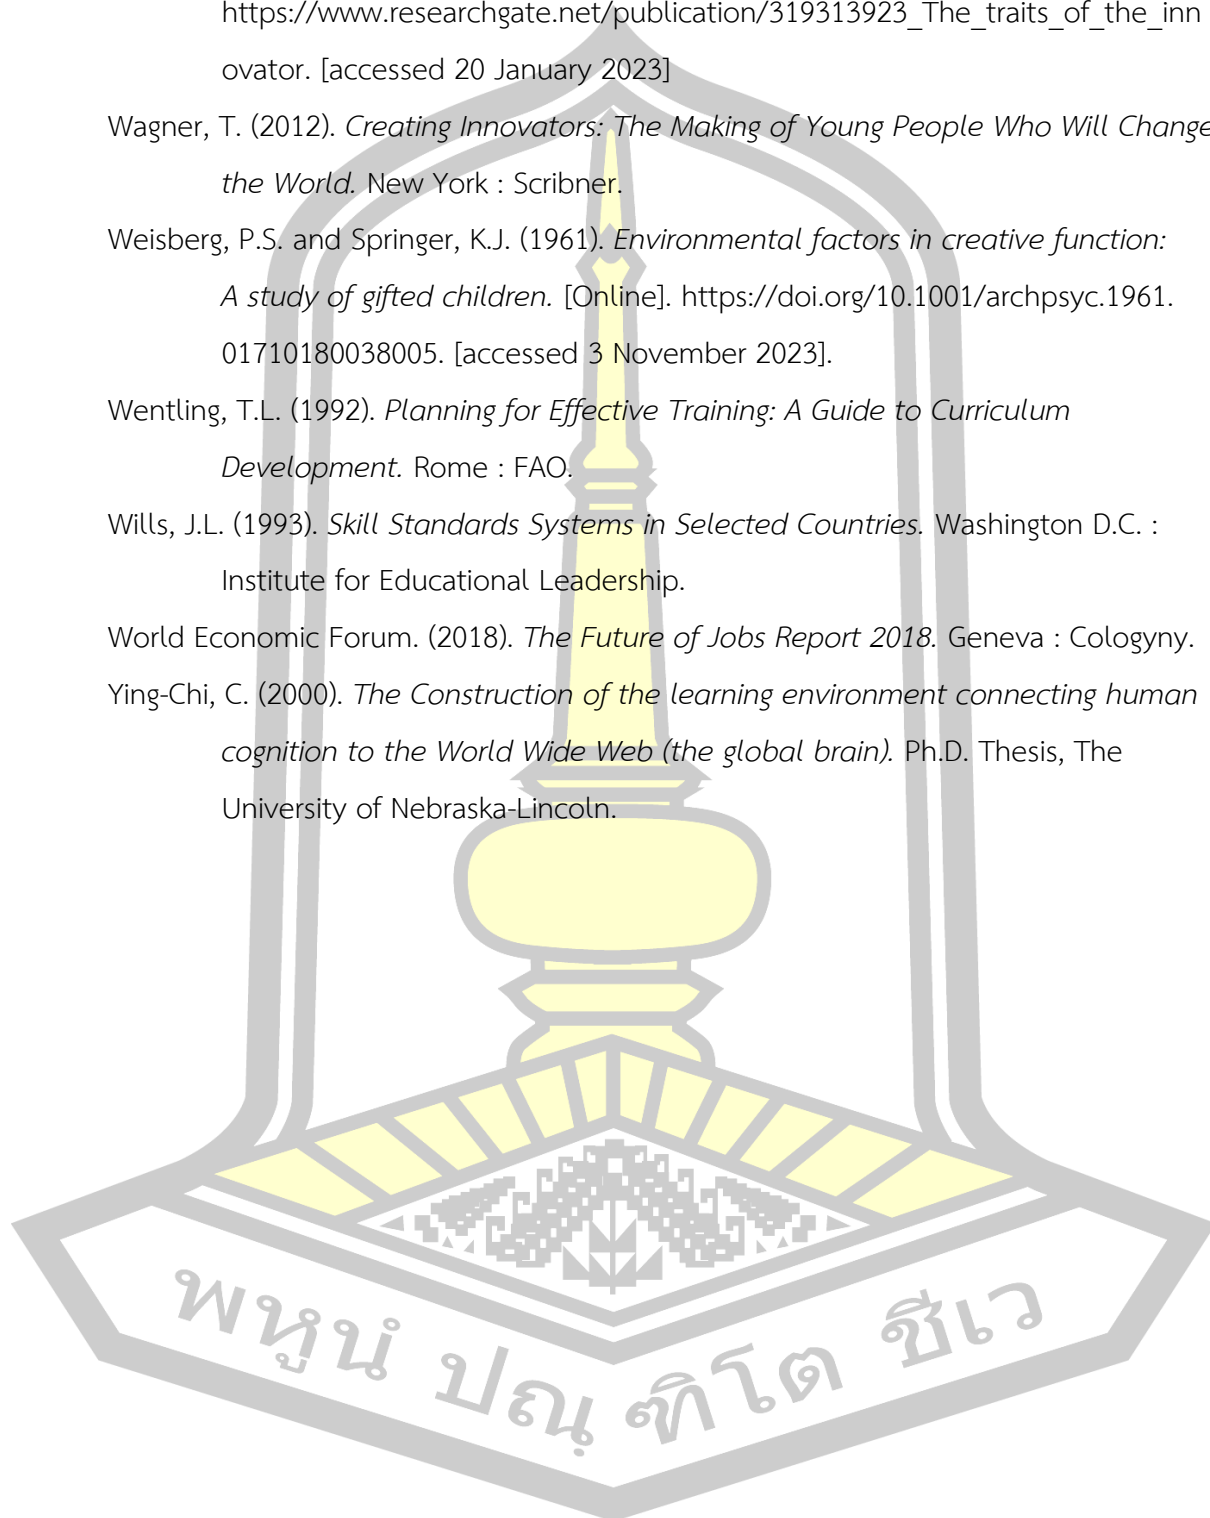 https://www.researchgate.net/publication/319313923_The_traits_of_the_inn
ovator. [accessed 20 January 2023]
Wagner, T. (2012). Creating Innovators: The Making of Young People Who Will Change
the World. New York : Scribner.
Weisberg, P.S. and Springer, K.J. (1961). Environmental factors in creative function:
A study of gifted children. [Online]. https://doi.org/10.1001/archpsyc.1961.
01710180038005. [accessed 3 November 2023].
Wentling, T.L. (1992). Planning for Effective Training: A Guide to Curriculum
Development. Rome : FAO.
Wills, J.L. (1993). Skill Standards Systems in Selected Countries. Washington D.C. :
Institute for Educational Leadership.
World Economic Forum. (2018). The Future of Jobs Report 2018. Geneva : Cologyny.
Ying-Chi, C. (2000). The Construction of the learning environment connecting human
cognition to the World Wide Web (the global brain). Ph.D. Thesis, The
University of Nebraska-Lincoln.
พหูนํ ปณฺฑิโต ชีเว